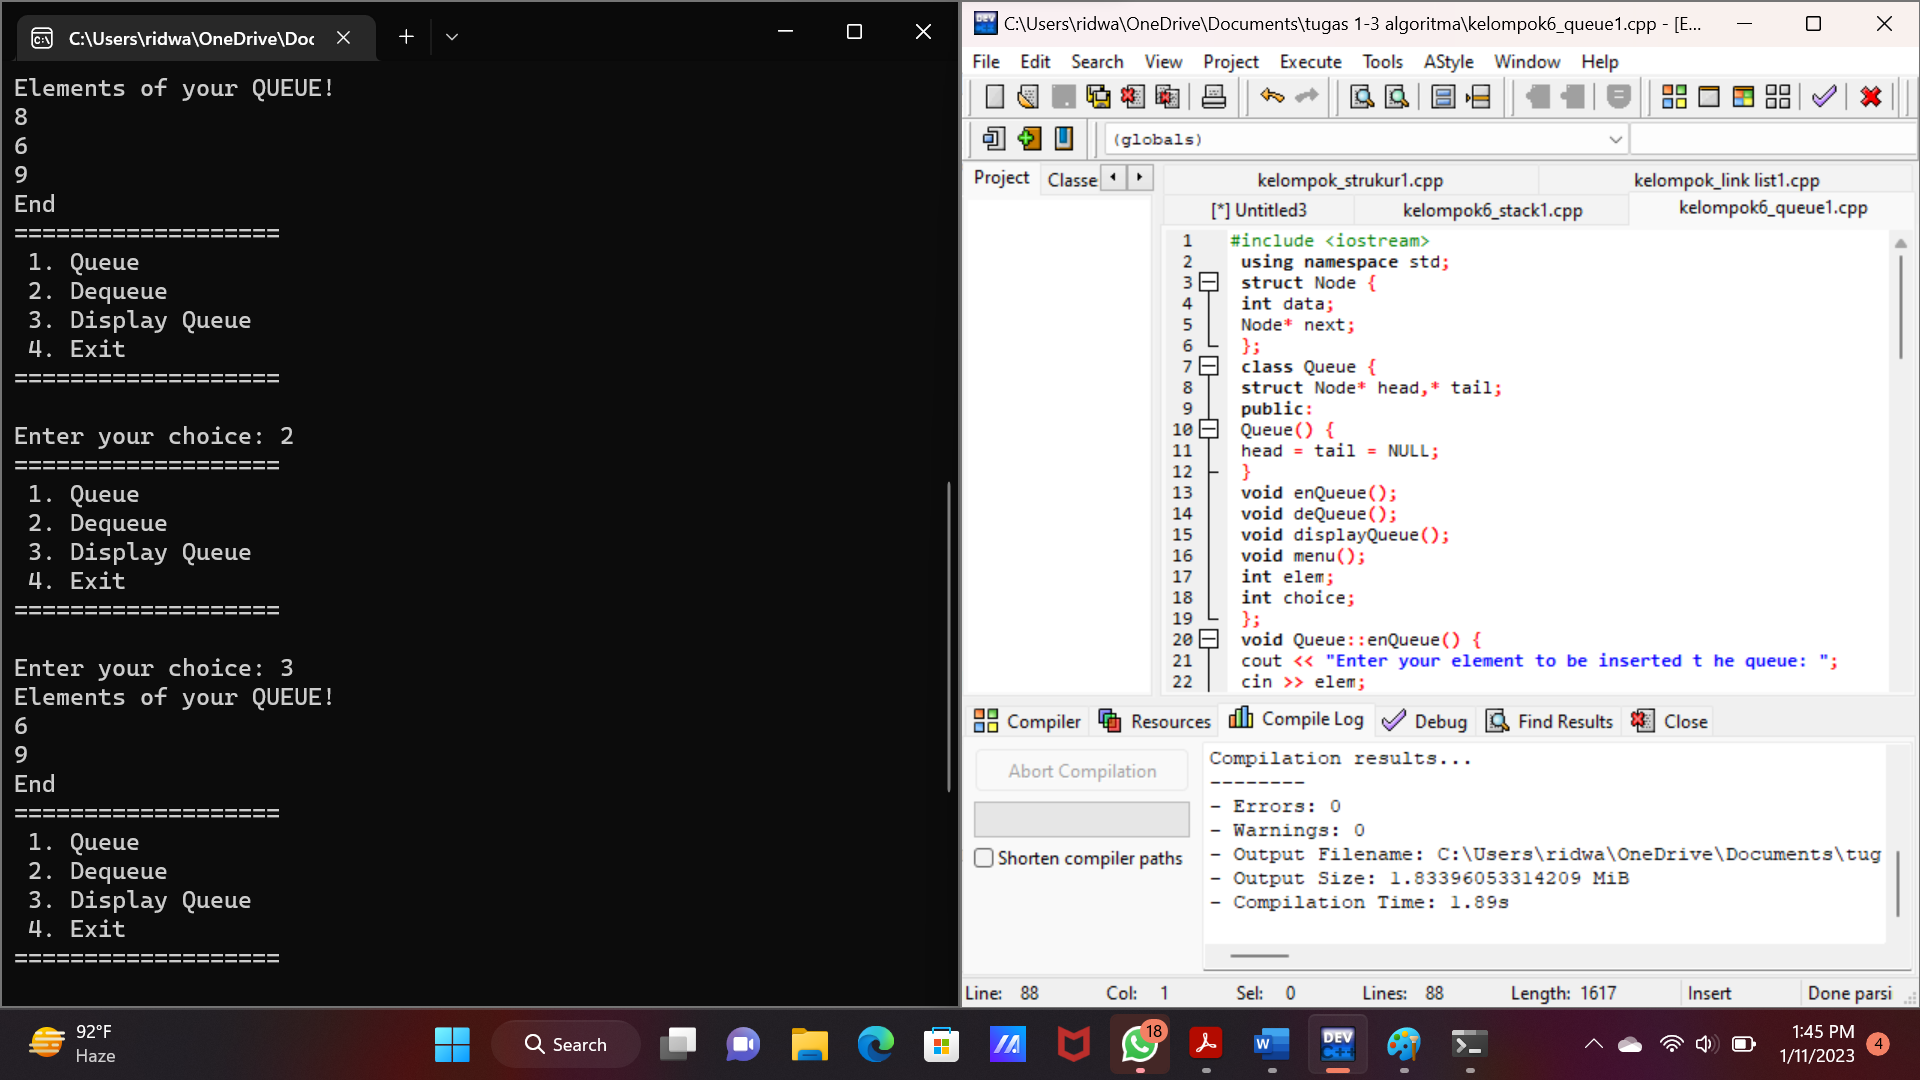 C:\Users\ridwa\OneDrive\Doc
Elements of your QUEUE!
8
6
9
End
===================
1. Queue
2. Dequeue
3. Display Queue
4. Exit
===================
Enter your choice: 2
===================
1. Queue
2. Dequeue
3. Display Queue
4. Exit
===================
Enter your choice: 3
Elements of your QUEUE!
6
9
End
===================
1. Queue
2. Dequeue
3. Display Queue
4. Exit
===================
C:\Users\ridwa\OneDrive\Documents\tugas 1-3 algoritma\kelompok6_queue1.cpp - [E...
File Edit Search View Project Execute Tools AStyle Window Help
(globals)
Project Classe
kelompok_strukur1.cpp kelompok_link list1.cpp
[*] Untitled3 kelompok6_stack1.cpp kelompok6_queue1.cpp
1 #include <iostream>
2 using namespace std;
3 struct Node {
4 int data;
5 Node* next;
6 };
7 class Queue {
8 struct Node* head,* tail;
9 public:
10 Queue() {
11 head = tail = NULL;
12 }
13 void enQueue();
14 void deQueue();
15 void displayQueue();
16 void menu();
17 int elem;
18 int choice;
19 };
20 void Queue::enQueue() {
21 cout << "Enter your element to be inserted t he queue: ";
22 cin >> elem;
Compiler Resources Compile Log Debug Find Results Close
Abort Compilation
Shorten compiler paths
Compilation results...
--------
- Errors: 0
- Warnings: 0
- Output Filename: C:\Users\ridwa\OneDrive\Documents\tug
- Output Size: 1.83396053314209 MiB
- Compilation Time: 1.89s
Line: 88 Col: 1 Sel: 0 Lines: 88 Length: 1617 Insert Done parsi
92°F
Haze
Search
18
W
DEV
C++
1:45 PM
1/11/2023
4